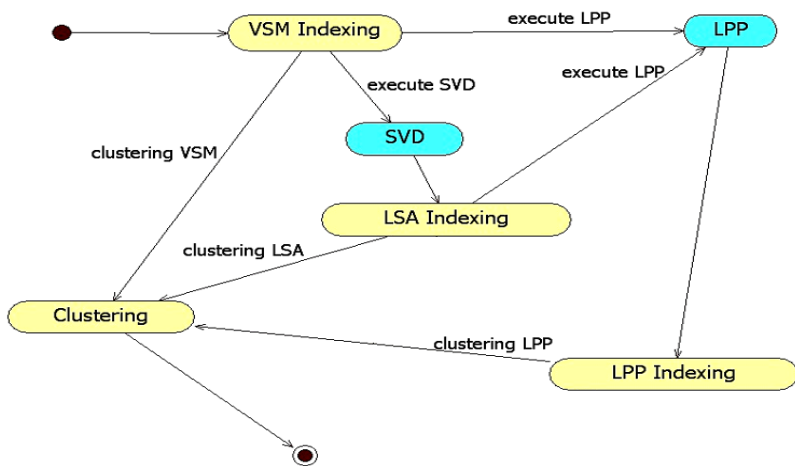 VSM Indexing
execute LPP
LPP
execute LPP
execute SVD
SVD
clustering VSM
LSA Indexing
clustering LSA
Clustering
clustering LPP
LPP Indexing